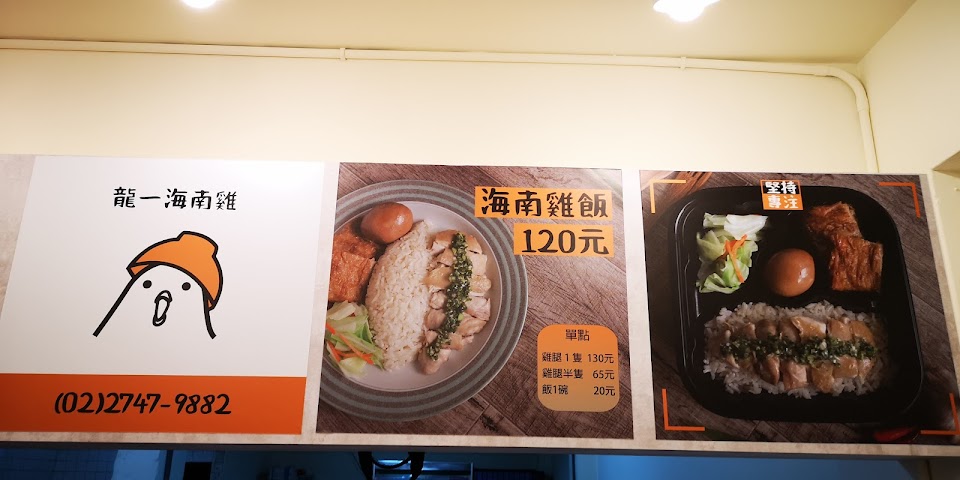 龍一海南雞
(02)2747-9882
海南雞飯
120元
單點
雞腿1隻 130元
雞腿半隻 65元
飯1碗 20元
堅持
專注